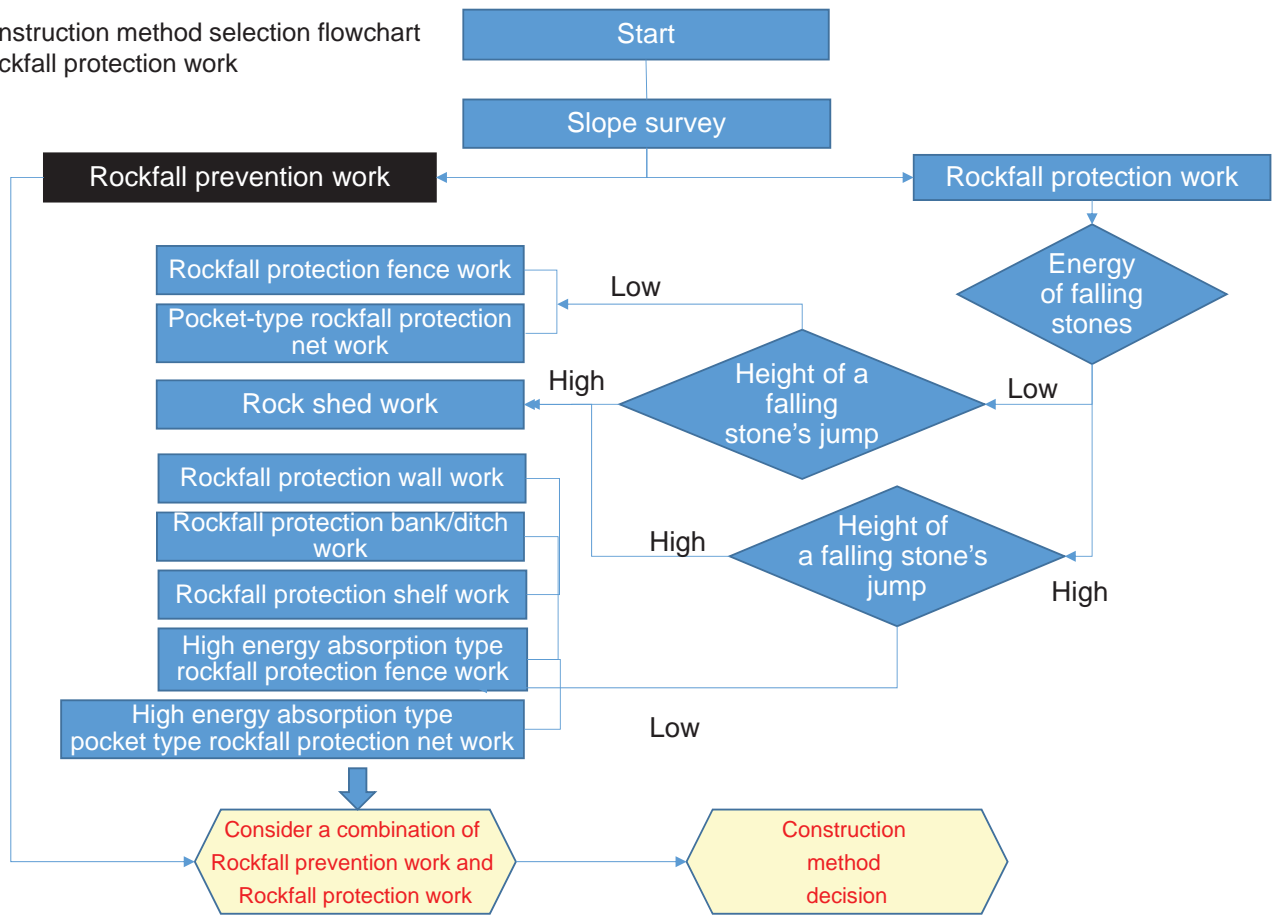 nstruction method selection flowchart
ckfall protection work
Start
Slope survey
Rockfall prevention work
Rockfall protection work
Energy
of falling
stones
Rockfall protection fence work
Low
Pocket-type rockfall protection
net work
High
Height of a
falling
stone's jump
Low
Rock shed work
Rockfall protection wall work
Rockfall protection bank/ditch
work
High
Height of
a falling stone's
jump
High
Rockfall protection shelf work
High energy absorption type
rockfall protection fence work
High energy absorption type
pocket type rockfall protection net work
Low
Consider a combination of
Rockfall prevention work and
Rockfall protection work
Construction
method
decision